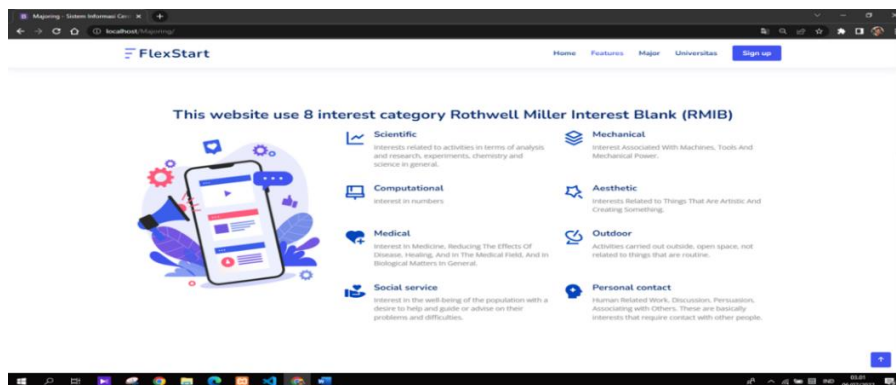 Majoring - Sistem Informasi Cerd
localhost/Majoring/
FlexStart
Home Features Major Universitas Sign up
This website use 8 interest category Rothwell Miller Interest Blank (RMIB)
Scientific
Interests related to activities in terms of analysis
and research, experiments, chemistry and
science in general.
Mechanical
Interest Associated With Machines, Tools And
Mechanical Power.
Computational
Interest in numbers
Aesthetic
Interests Related to Things That Are Artistic And
Creating Something.
Medical
Interest In Medicine, Reducing The Effects Of
Disease, Healing, And In The Medical Field, And In
Biological Matters In General.
Outdoor
Activities carried out outside, open space, not
related to things that are routine.
Social service
Interest in the well-being of the population with a
desire to help and guide or advise on their
problems and difficulties.
Personal contact
Human Related Work, Discussion, Persuasion,
Associating with Others. These are basically
interests that require contact with other people.
IND
03.01